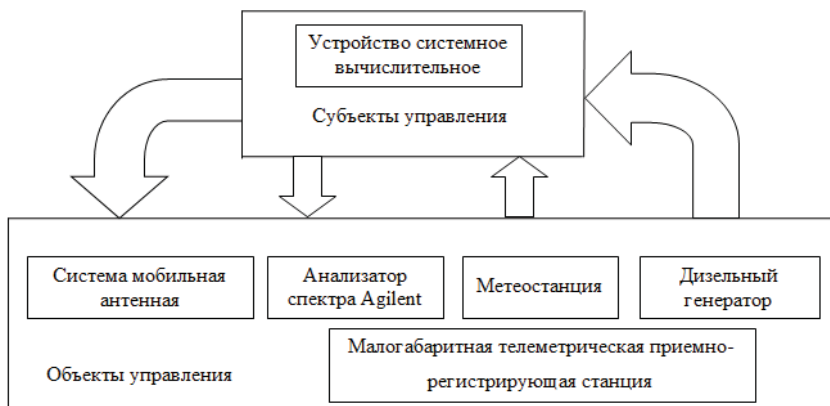 Устройство системное
вычислительное
Субъекты управления
Система мобильная
антенная
Анализатор
спектра Agilent
Метеостанция
Дизельный
генератор
Малогабаритная телеметрическая приемно-
регистрирующая станция
Объекты управления